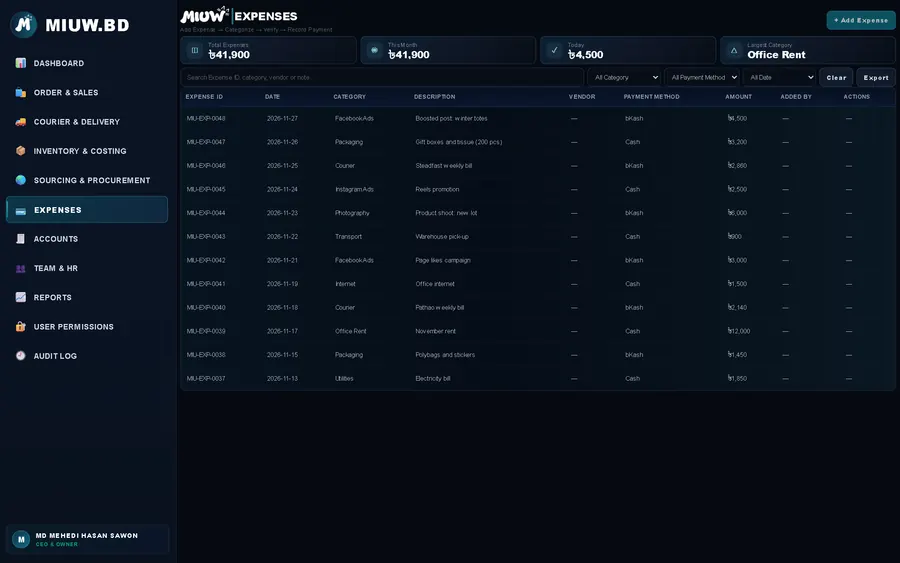 MIUW.BD
DASHBOARD
ORDER & SALES
COURIER & DELIVERY
INVENTORY & COSTING
SOURCING & PROCUREMENT
EXPENSES
ACCOUNTS
TEAM & HR
REPORTS
USER PERMISSIONS
AUDIT LOG
M
MD MEHEDI HASAN SAWON
CEO & OWNER
MIUW EXPENSES
Add Expense → Categorize → Verify → Record Payment
+ Add Expense
Total Expenses
৳41,900
This Month
৳41,900
Today
৳4,500
Largest Category
Office Rent
Search Expense ID, category, vendor or note...
All Category
All Payment Method
All Date
Clear
Export
EXPENSE ID DATE CATEGORY DESCRIPTION VENDOR PAYMENT METHOD AMOUNT ADDED BY ACTIONS
MIU-EXP-0048 2026-11-27 Facebook Ads Boosted post: winter totes — bKash ৳4,500 — —
MIU-EXP-0047 2026-11-26 Packaging Gift boxes and tissue (200 pcs) — Cash ৳3,200 — —
MIU-EXP-0046 2026-11-25 Courier Steadfast weekly bill — bKash ৳2,860 — —
MIU-EXP-0045 2026-11-24 Instagram Ads Reels promotion — Cash ৳2,500 — —
MIU-EXP-0044 2026-11-23 Photography Product shoot: new lot — bKash ৳6,000 — —
MIU-EXP-0043 2026-11-22 Transport Warehouse pick-up — Cash ৳900 — —
MIU-EXP-0042 2026-11-21 Facebook Ads Page likes campaign — bKash ৳3,000 — —
MIU-EXP-0041 2026-11-19 Internet Office internet — Cash ৳1,500 — —
MIU-EXP-0040 2026-11-18 Courier Pathao weekly bill — bKash ৳2,140 — —
MIU-EXP-0039 2026-11-17 Office Rent November rent — Cash ৳12,000 — —
MIU-EXP-0038 2026-11-15 Packaging Polybags and stickers — bKash ৳1,450 — —
MIU-EXP-0037 2026-11-13 Utilities Electricity bill — Cash ৳1,850 — —